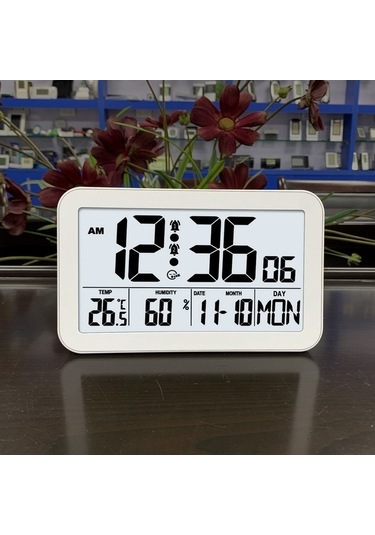 AM 12:36 06
TEMP HUMIDITY DATE MONTH DAY
26.5 °C 60 % 11-10 MON